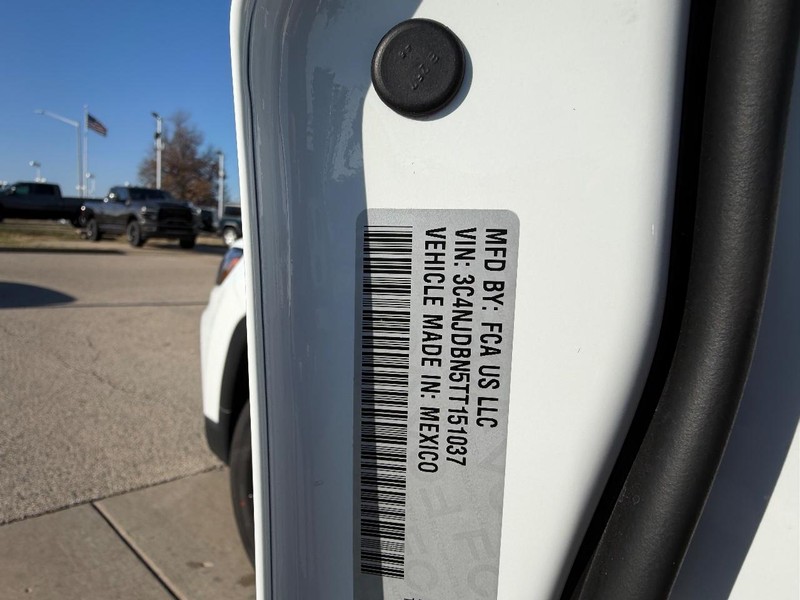 MFD BY: FCA US LLC
VIN: 3C4NJDBN5TT151037
VEHICLE MADE IN: MEXICO